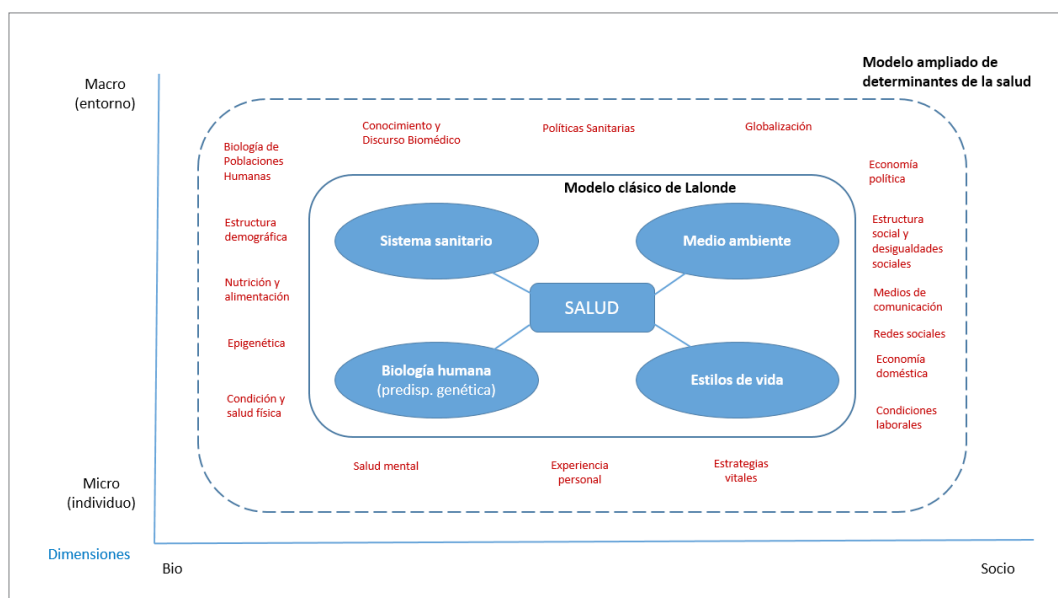 Modelo ampliado de
determinantes de la salud
Macro
(entorno)
Conocimiento y
Discurso Biomédico
Políticas Sanitarias
Globalización
Biología de
Poblaciones
Humanas
Economía
política
Modelo clásico de Lalonde
Estructura
demográfica
Sistema sanitario
Medio ambiente
Estructura
social y
desigualdades
sociales
Nutrición y
alimentación
SALUD
Medios de
comunicación
Redes sociales
Epigenética
Biología humana
(predisp. genética)
Estilos de vida
Economía
doméstica
Condición y
salud física
Condiciones
laborales
Salud mental
Experiencia
personal
Estrategias
vitales
Micro
(individuo)
Dimensiones
Bio
Socio